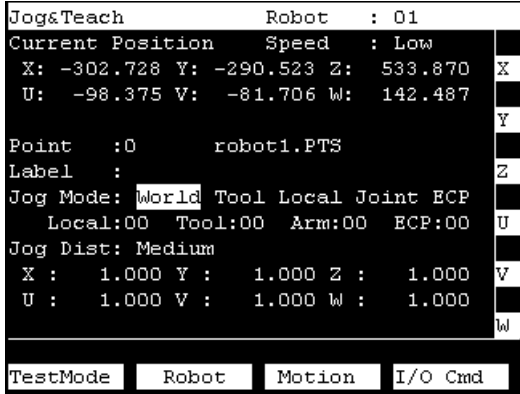 Jog&Teach Robot : 01
Current Position Speed : Low
X: -302.728 Y: -290.523 Z: 533.870
X
U: -98.375 V: -81.706 W: 142.487
Y
Point :0 robot1.PTS
Label :
Z
Jog Mode: World Tool Local Joint ECP
Local:00 Tool:00 Arm:00 ECP:00
U
Jog Dist: Medium
X : 1.000 Y : 1.000 Z : 1.000
V
U : 1.000 V : 1.000 W : 1.000
W
TestMode Robot Motion I/O Cmd